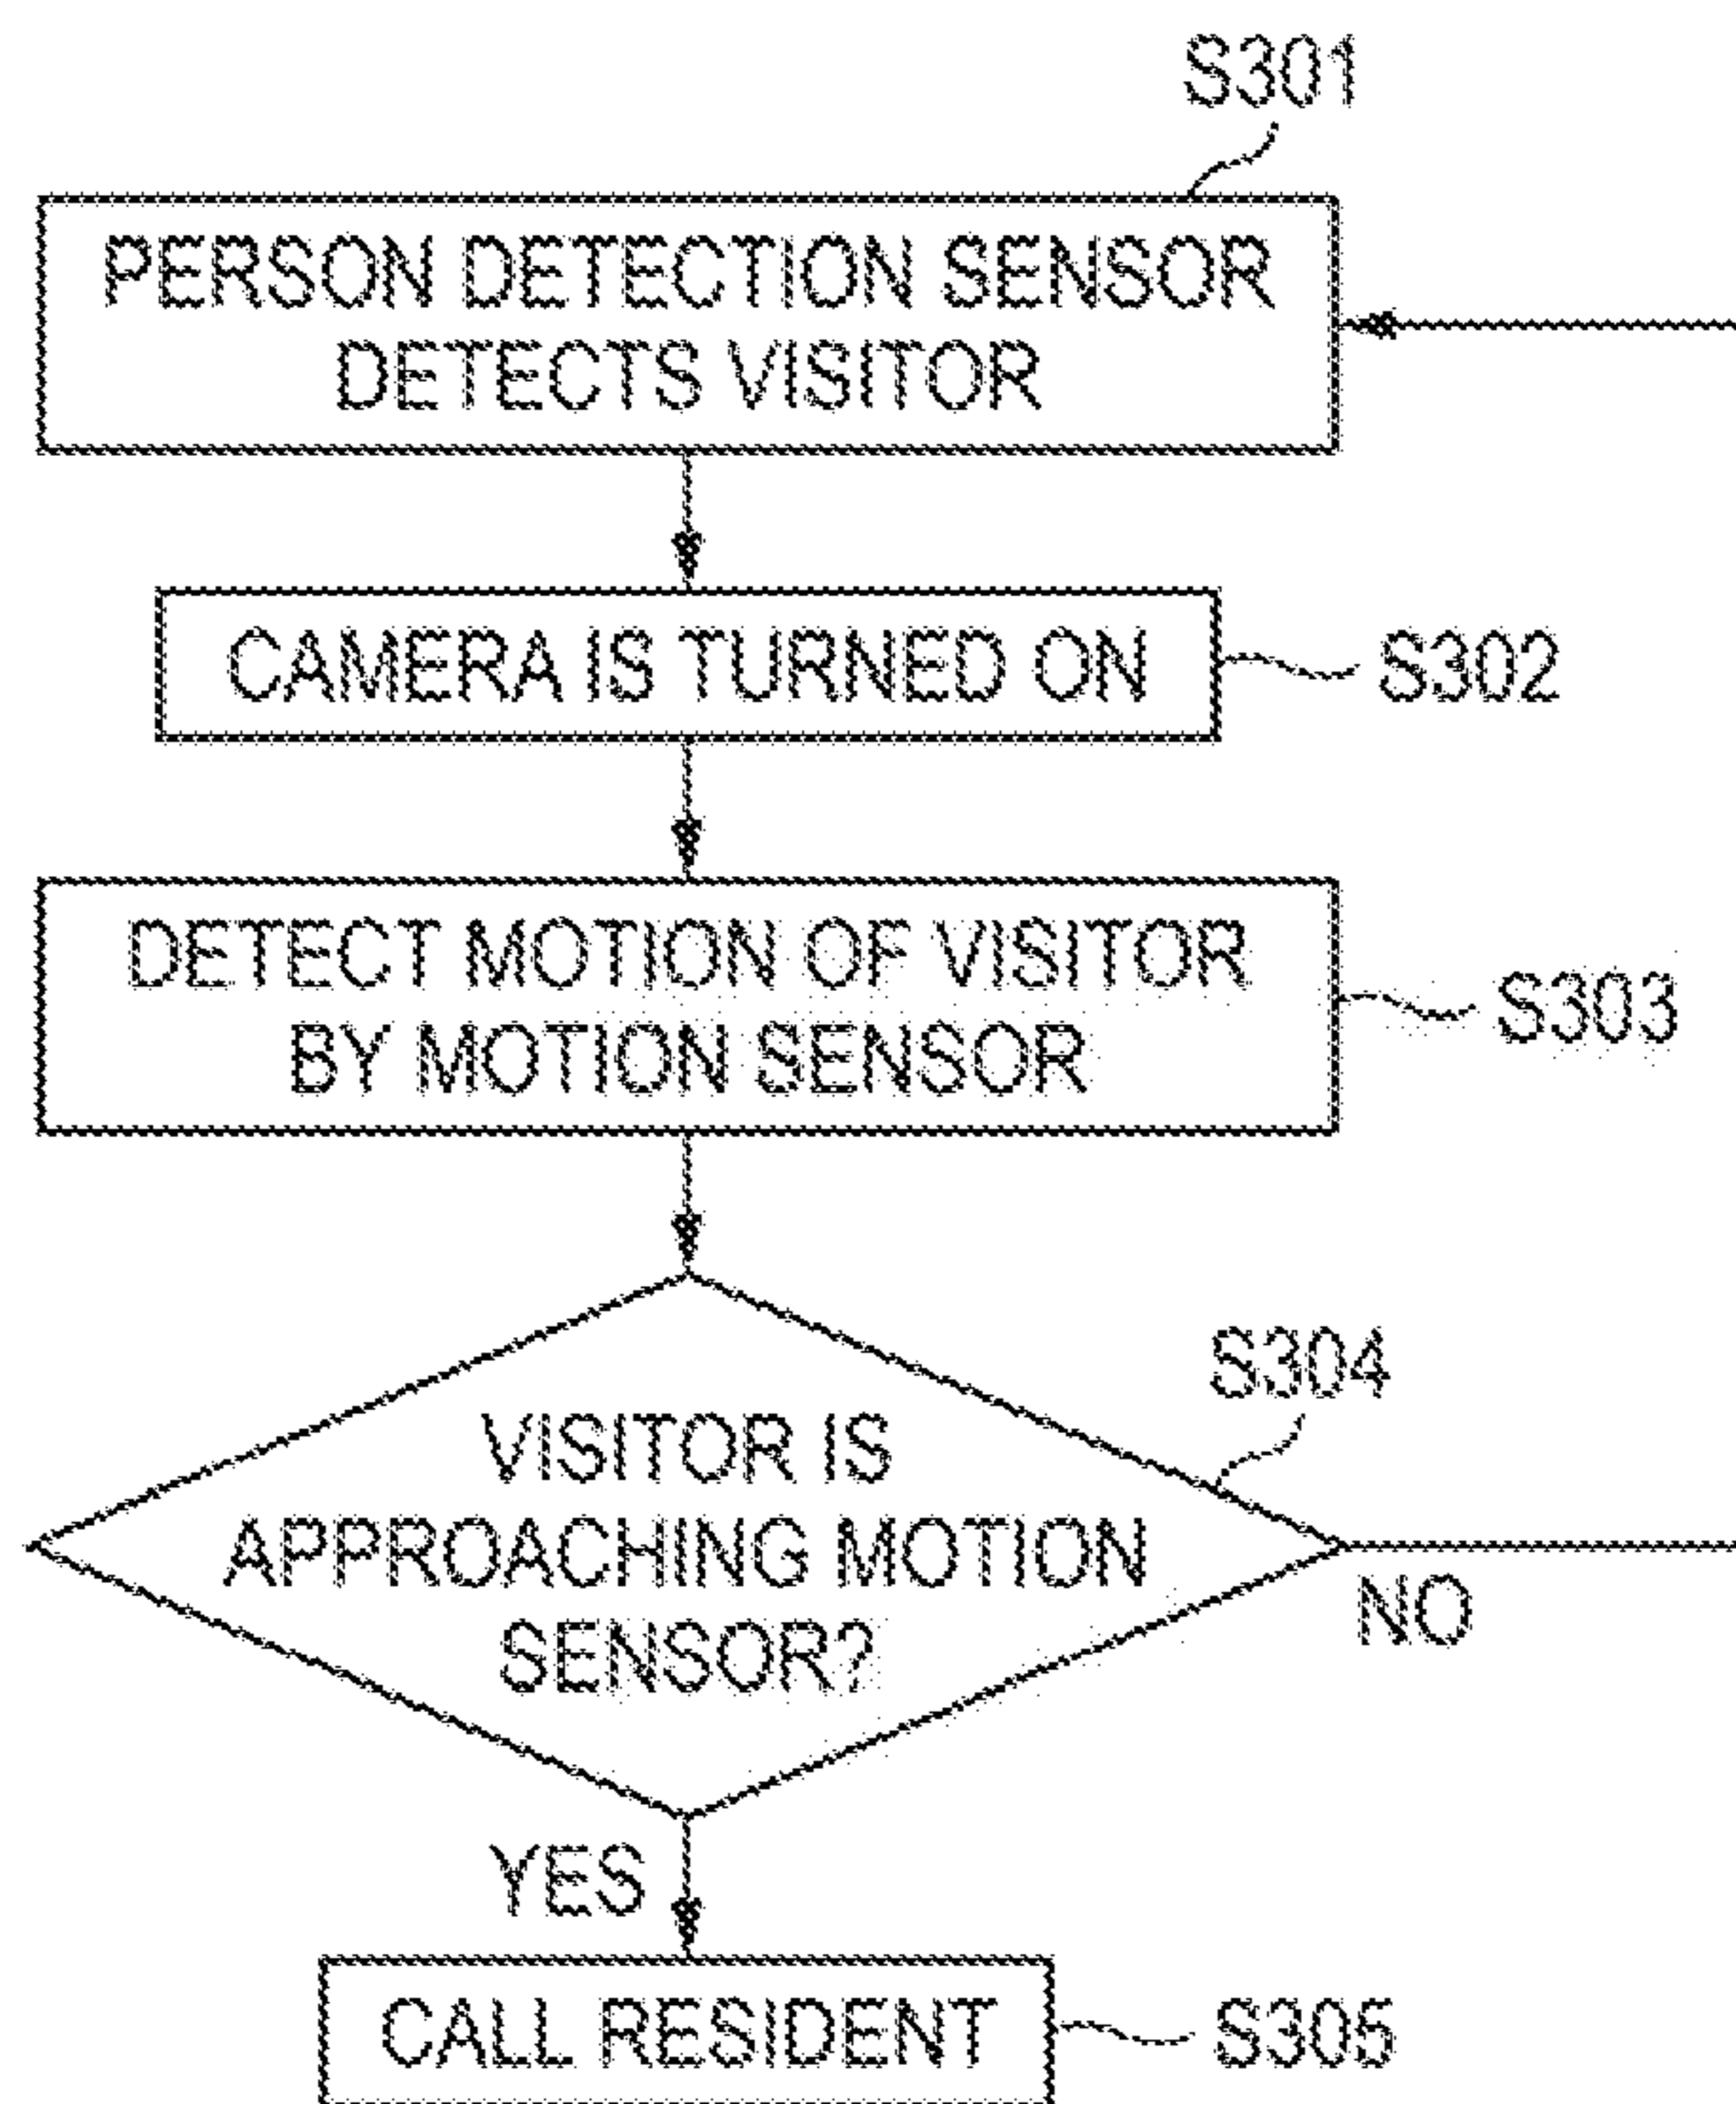 S301
PERSON DETECTION SENSOR
DETECTS VISITOR
CAMERA IS TURNED ON
S302
DETECT MOTION OF VISITOR
BY MOTION SENSOR
S303
S304
VISITOR IS
APPROACHING MOTION
SENSOR?
NO
YES
CALL RESIDENT
S305